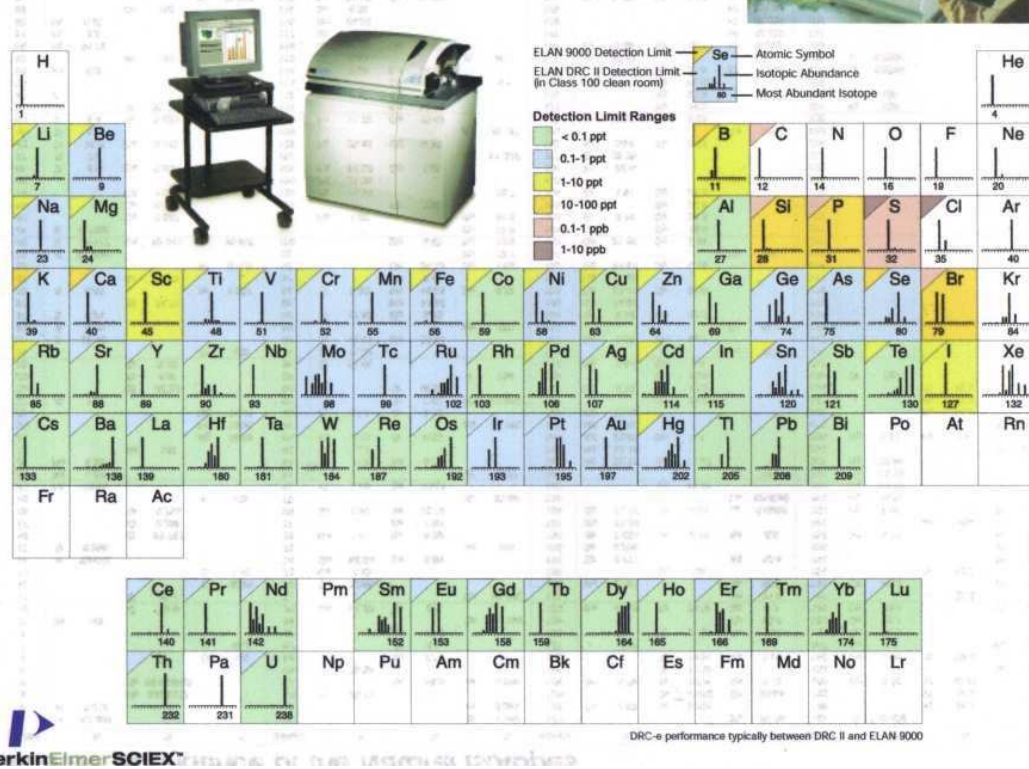 ELAN 9000 Detection Limit
ELAN DRC II Detection Limit
(in Class 100 clean room)
Se
80
Atomic Symbol
Isotopic Abundance
Most Abundant Isotope
Detection Limit Ranges
< 0.1 ppt
0.1-1 ppt
1-10 ppt
10-100 ppt
0.1-1 ppb
1-10 ppb
H He
1 4
Li Be B C N O F Ne
7 9 11 12 14 16 19 20
Na Mg Al Si P S Cl Ar
23 24 27 28 31 32 35 40
K Ca Sc Ti V Cr Mn Fe Co Ni Cu Zn Ga Ge As Se Br Kr
39 40 45 48 51 52 55 56 59 58 63 64 69 74 75 80 79 84
Rb Sr Y Zr Nb Mo Tc Ru Rh Pd Ag Cd In Sn Sb Te I Xe
85 88 89 90 93 98 99 102 103 106 107 114 115 120 121 130 127 132
Cs Ba La Hf Ta W Re Os Ir Pt Au Hg Tl Pb Bi Po At Rn
133 138 139 180 181 184 187 192 193 195 197 202 205 208 209
Fr Ra Ac
Ce Pr Nd Pm Sm Eu Gd Tb Dy Ho Er Tm Yb Lu
140 141 142 152 153 158 159 164 165 166 169 174 175
Th Pa U Np Pu Am Cm Bk Cf Es Fm Md No Lr
232 231 238
DRC-e performance typically between DRC II and ELAN 9000
erkinElmerSCIEX™